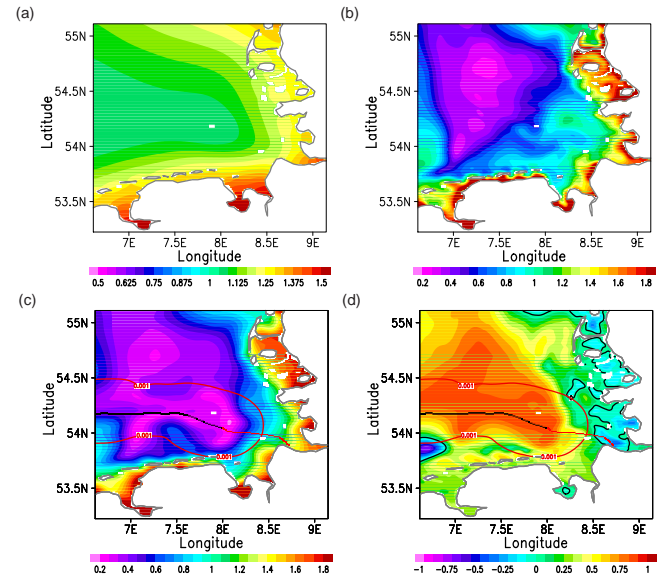 (a)
55N
54.5N
54N
53.5N
Latitude
7E 7.5E 8E 8.5E 9E
Longitude
0.5 0.625 0.75 0.875 1 1.125 1.25 1.375 1.5
(b)
55N
54.5N
54N
53.5N
Latitude
7E 7.5E 8E 8.5E 9E
Longitude
0.2 0.4 0.6 0.8 1 1.2 1.4 1.6 1.8
(c)
55N
54.5N
54N
53.5N
Latitude
0.001
0.001
0.001
7E 7.5E 8E 8.5E 9E
Longitude
0.2 0.4 0.6 0.8 1 1.2 1.4 1.6 1.8
(d)
55N
54.5N
54N
53.5N
Latitude
0.001
0.001
0.001
7E 7.5E 8E 8.5E 9E
Longitude
−1 −0.75 −0.5 −0.25 0 0.25 0.5 0.75 1